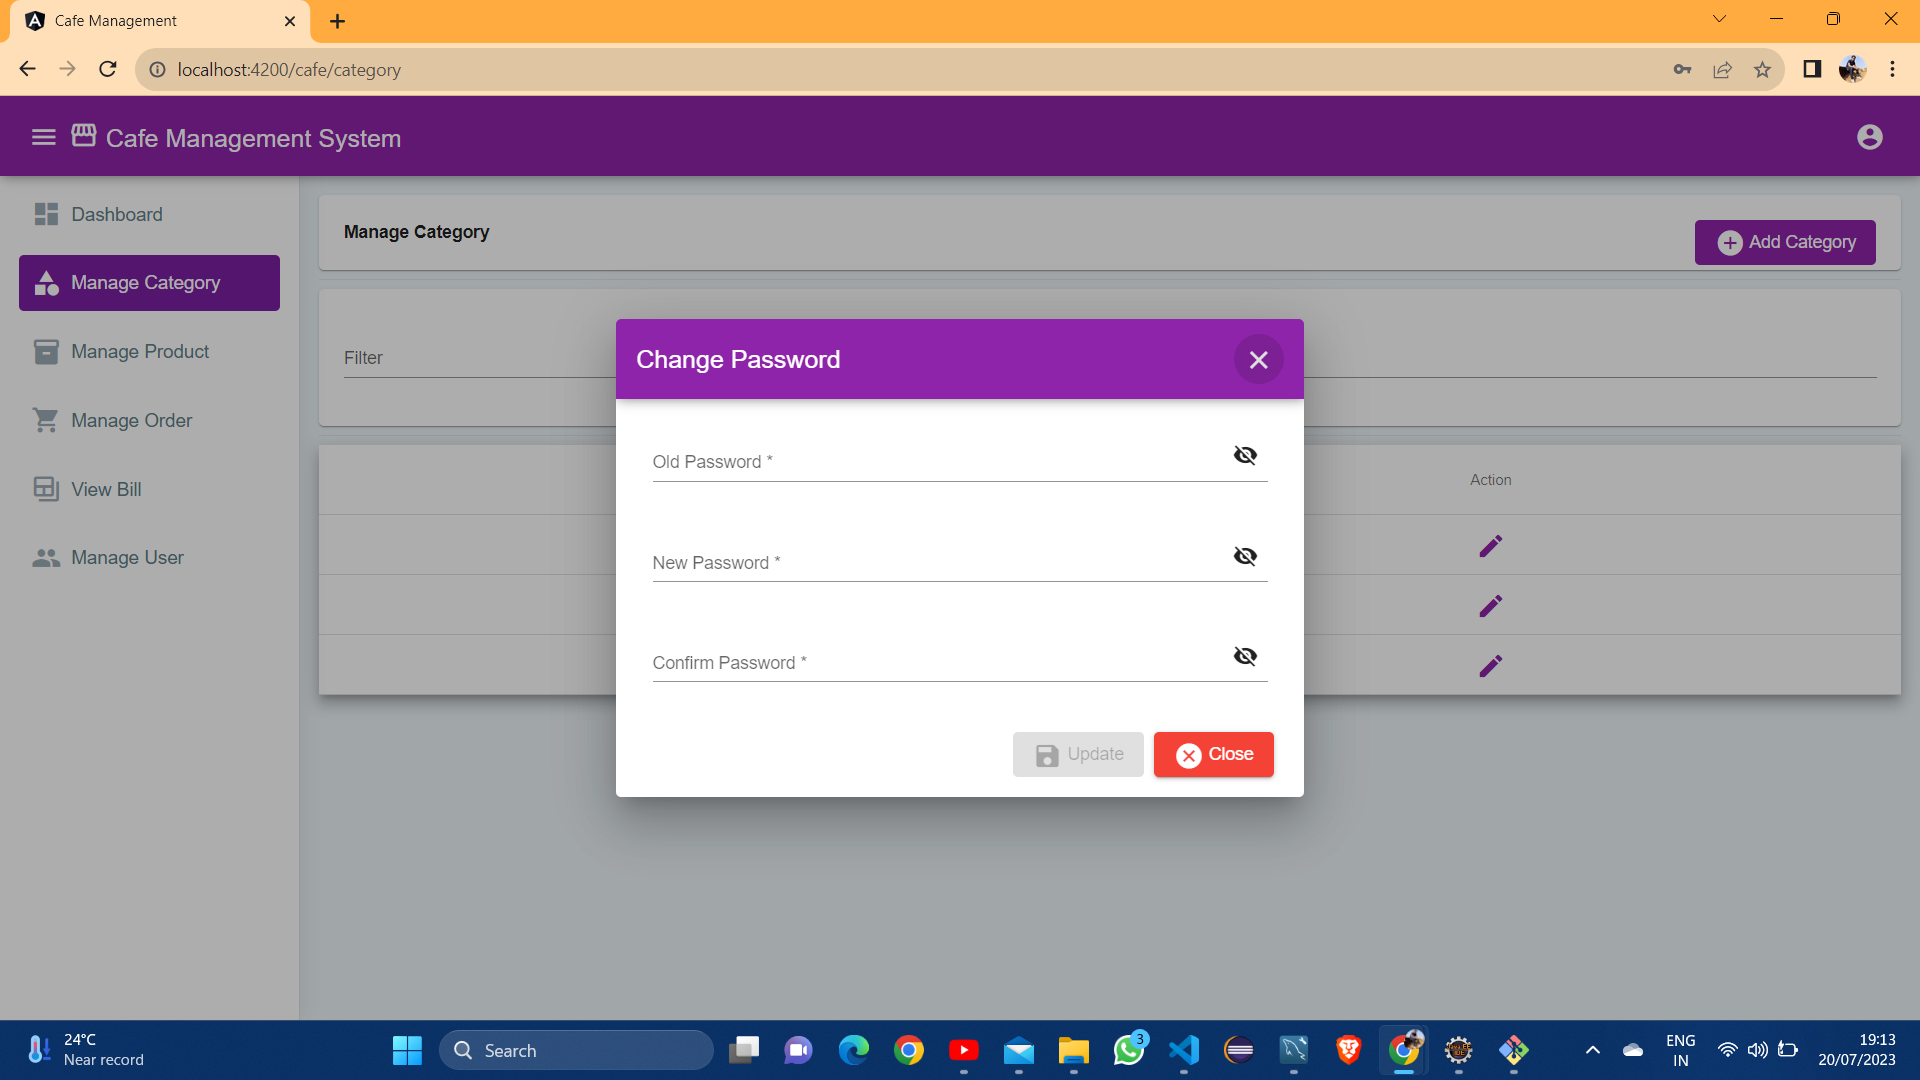 Cafe Management
localhost:4200/cafe/category
Cafe Management System
Dashboard
Manage Category
Manage Product
Manage Order
View Bill
Manage User
Manage Category
Add Category
Filter
Action
Change Password
Old Password *
New Password *
Confirm Password *
Update
Close
24°C
Near record
Search
3
ENG
IN
19:13
20/07/2023